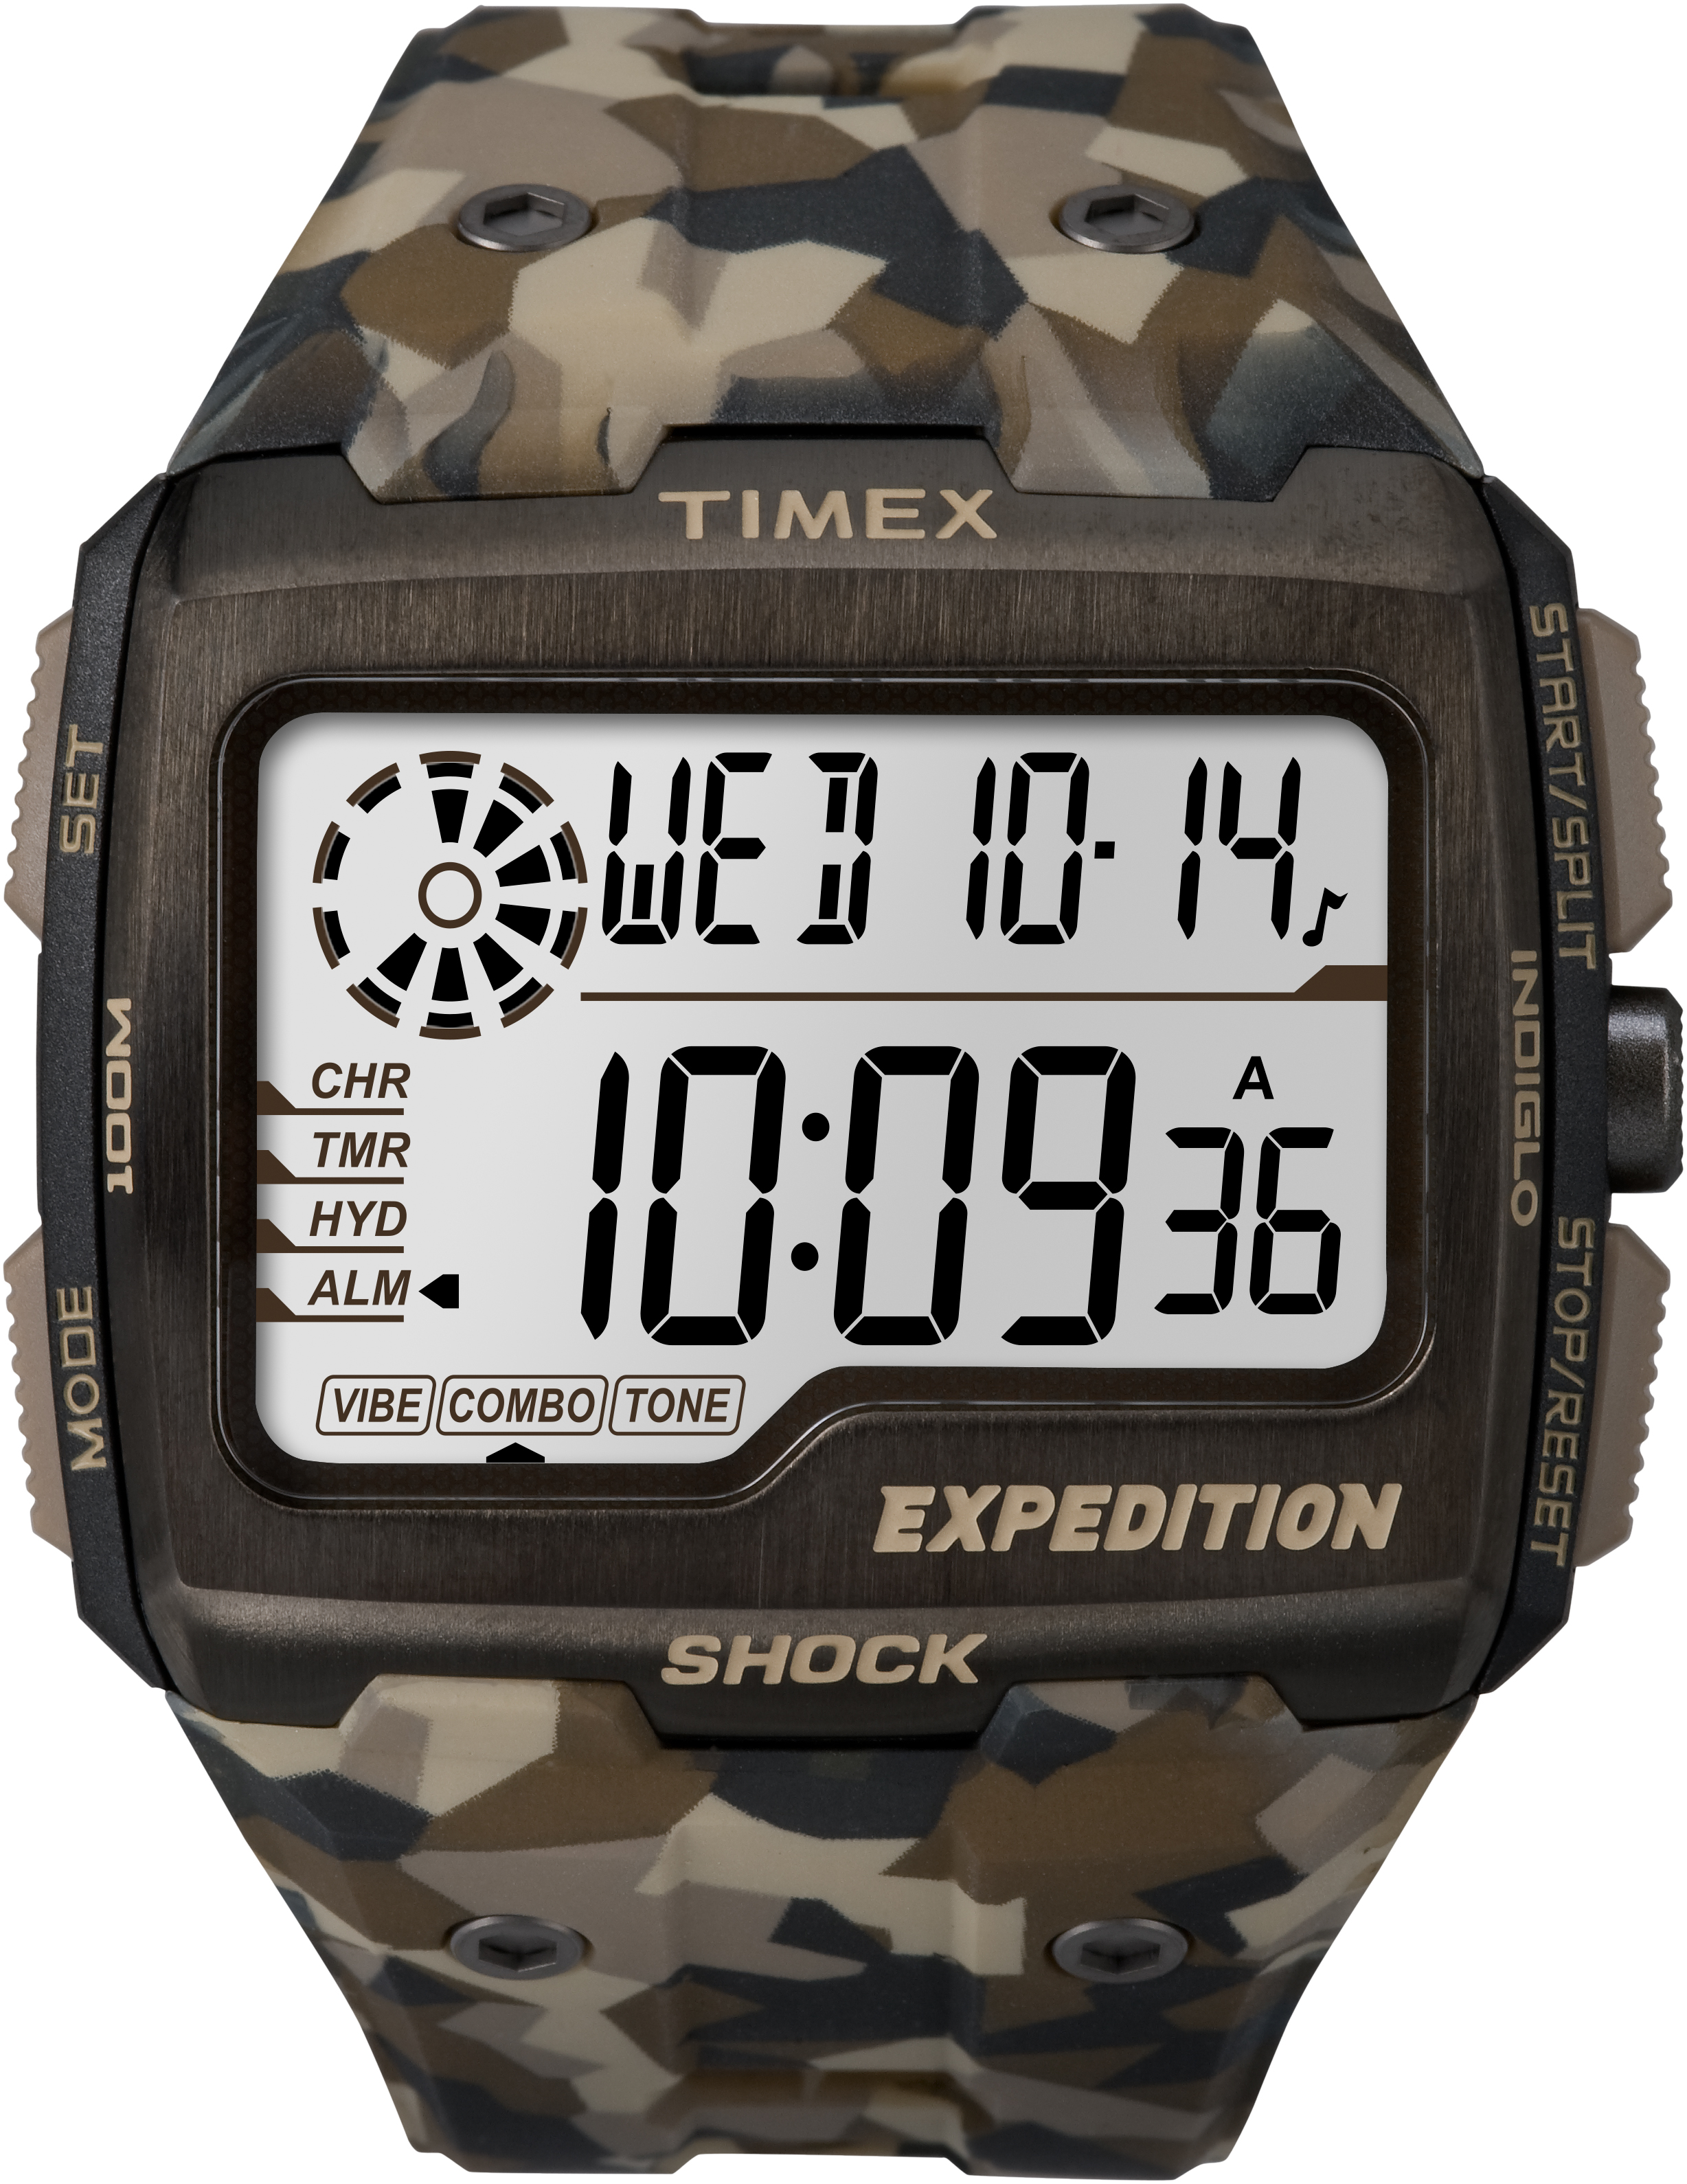 TIMEX
SET
START/SPLIT
WED 10-14
100M
INDIGLO
CHR
TMR
HYD
ALM
A
10:09 36
MODE
STOP/RESET
VIBE COMBO TONE
EXPEDITION
SHOCK